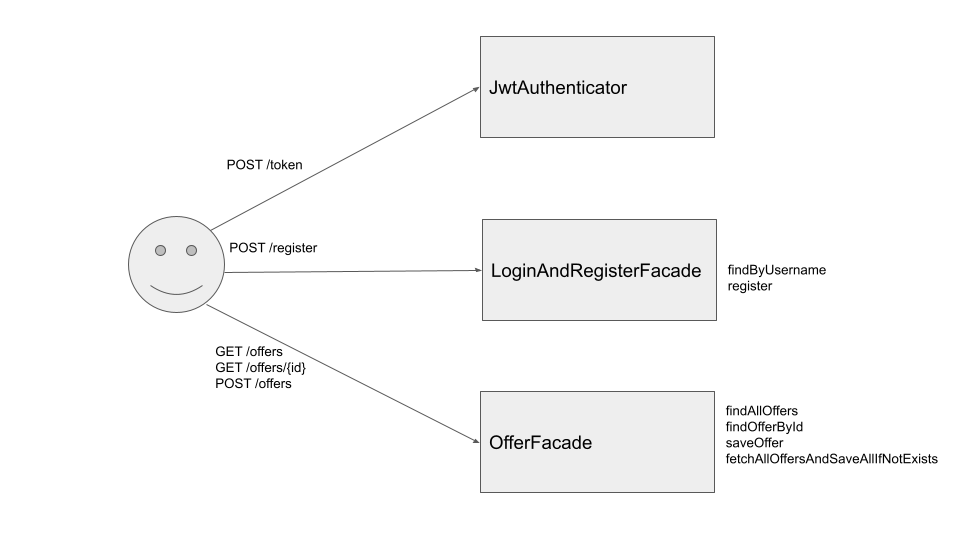 JwtAuthenticator
POST /token
POST /register
LoginAndRegisterFacade
findByUsername
register
GET /offers
GET /offers/{id}
POST /offers
OfferFacade
findAllOffers
findOfferById
saveOffer
fetchAllOffersAndSaveAllIfNotExists